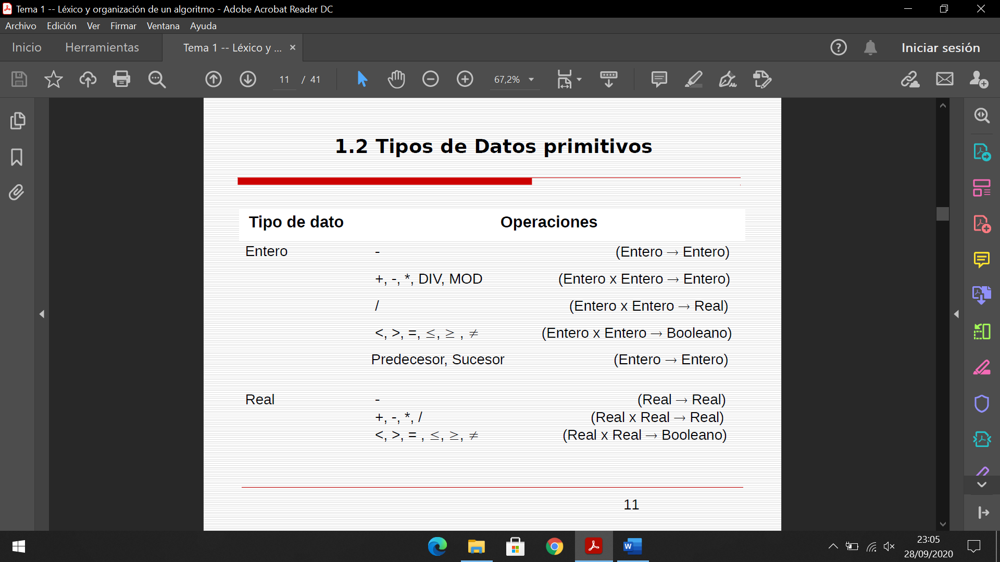 Tema 1 -- Léxico y organización de un algoritmo - Adobe Acrobat Reader DC
Archivo Edición Ver Firmar Ventana Ayuda
Inicio Herramientas Tema 1 -- Léxico y ... × Iniciar sesión
11 / 41 67,2%
1.2 Tipos de Datos primitivos
Tipo de dato Operaciones
Entero - (Entero → Entero)
+, -, *, DIV, MOD (Entero x Entero → Entero)
/ (Entero x Entero → Real)
<, >, =, ≤, ≥ , ≠ (Entero x Entero → Booleano)
Predecesor, Sucesor (Entero → Entero)
Real - (Real → Real)
+, -, *, / (Real x Real → Real)
<, >, = , ≤, ≥, ≠ (Real x Real → Booleano)
11
23:05
28/09/2020